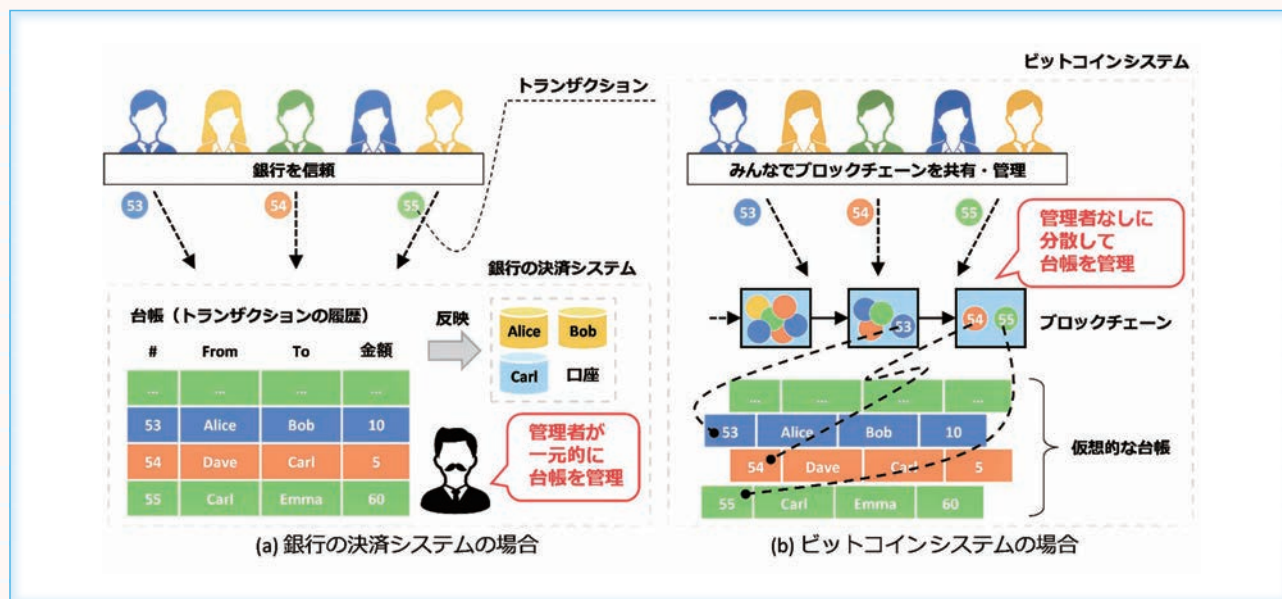 ビットコインシステム
トランザクション
銀行を信頼
53
54
55
銀行の決済システム
台帳（トランザクションの履歴）
反映
# From To 金額
... ... ... ...
53 Alice Bob 10
54 Dave Carl 5
55 Carl Emma 60
Alice
Bob
Carl
口座
管理者が
一元的に
台帳を管理
(a) 銀行の決済システムの場合
みんなでブロックチェーンを共有・管理
53
54
55
管理者なしに
分散して
台帳を管理
53
54
55
ブロックチェーン
... ... ... ...
53 Alice Bob 10
54 Dave Carl 5
55 Carl Emma 60
仮想的な台帳
(b) ビットコインシステムの場合